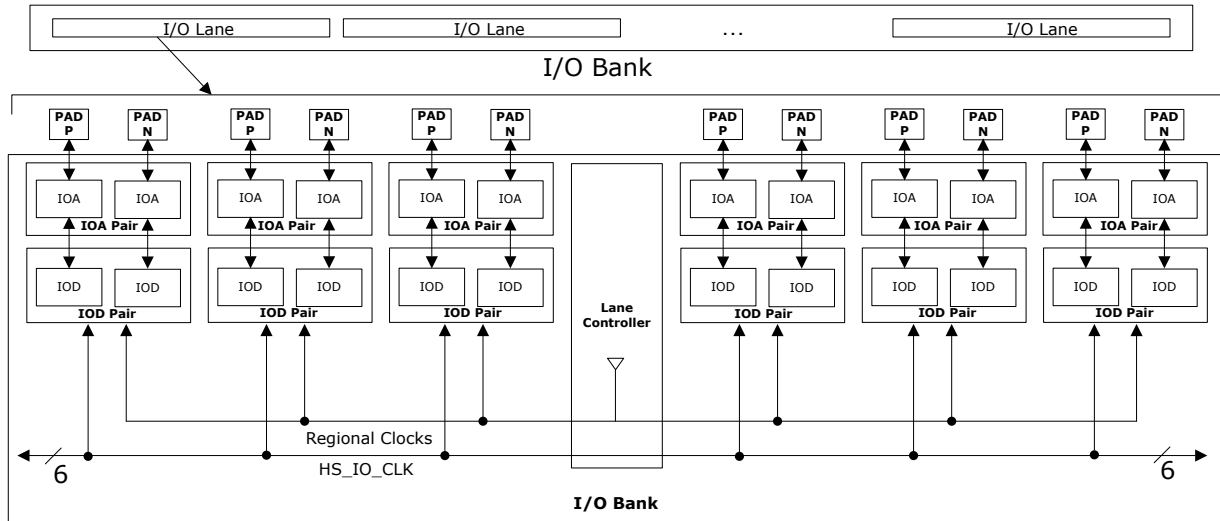 I/O Lane
I/O Lane
...
I/O Lane
I/O Bank
PAD P
PAD N
PAD P
PAD N
PAD P
PAD N
PAD P
PAD N
PAD P
PAD N
PAD P
PAD N
IOA
IOA
IOA
IOA
IOA
IOA
IOA
IOA
IOA
IOA
IOA
IOA
IOA Pair
IOA Pair
IOA Pair
IOA Pair
IOA Pair
IOA Pair
IOD
IOD
IOD
IOD
IOD
IOD
IOD
IOD
IOD
IOD
IOD
IOD
IOD Pair
IOD Pair
IOD Pair
IOD Pair
IOD Pair
IOD Pair
Lane
Controller
Regional Clocks
6
HS_IO_CLK
6
I/O Bank